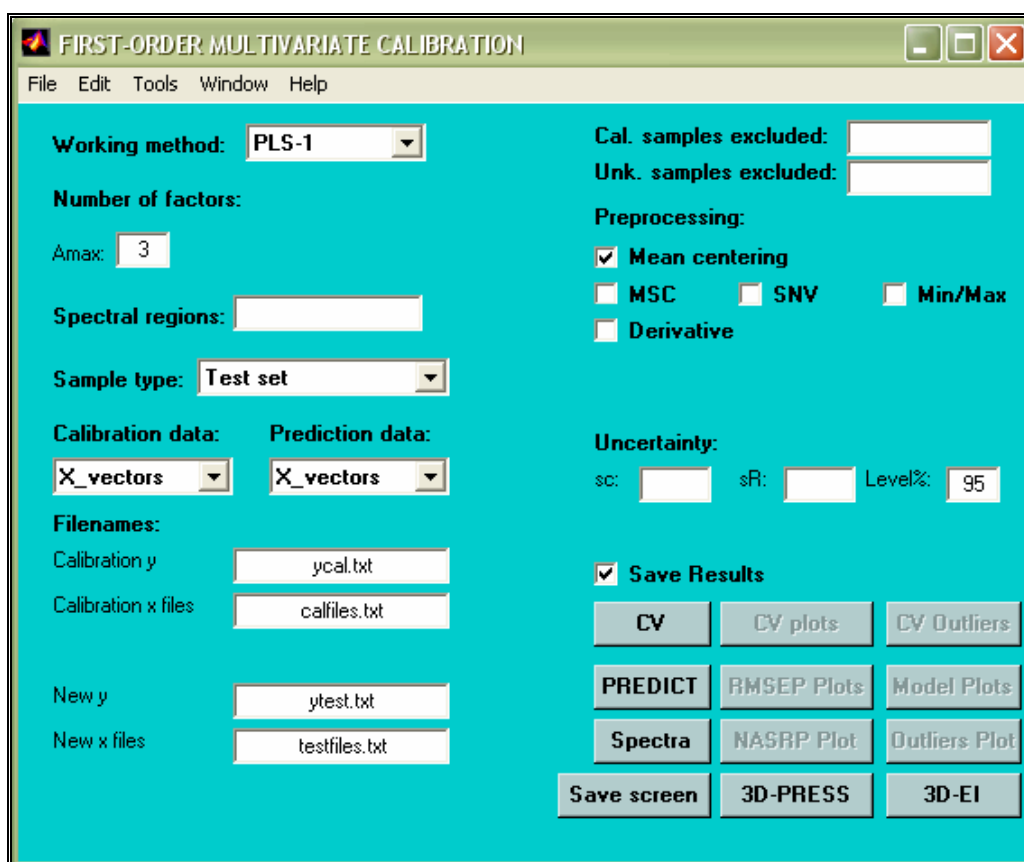 FIRST-ORDER MULTIVARIATE CALIBRATION
File Edit Tools Window Help
Working method: PLS-1
Number of factors:
Amax: 3
Spectral regions:
Sample type: Test set
Calibration data: Prediction data:
X_vectors X_vectors
Filenames:
Calibration y ycal.txt
Calibration x files calfiles.txt
New y ytest.txt
New x files testfiles.txt
Cal. samples excluded:
Unk. samples excluded:
Preprocessing:
Mean centering
MSC SNV Min/Max
Derivative
Uncertainty:
sc: sR: Level%: 95
Save Results
CV CV plots CV Outliers
PREDICT RMSEP Plots Model Plots
Spectra NASRP Plot Outliers Plot
Save screen 3D-PRESS 3D-EI